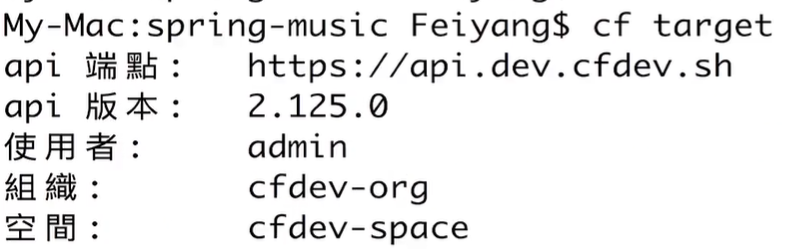 My-Mac:spring-music Feiyang$ cf target
api 端點:   https://api.dev.cfdev.sh
api 版本:   2.125.0
使用者:     admin
組織:       cfdev-org
空間:       cfdev-space